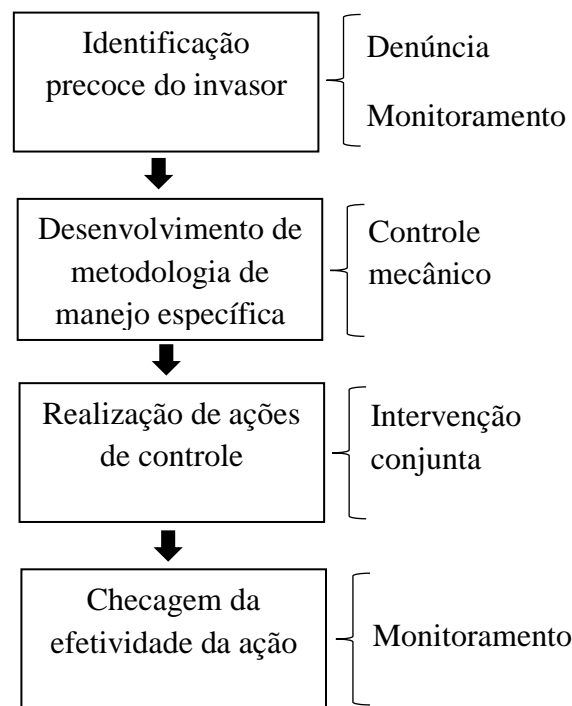 Identificação
precoce do invasor
Denúncia
Monitoramento
Desenvolvimento de
metodologia de
manejo específica
Controle
mecânico
Realização de ações
de controle
Intervenção
conjunta
Checagem da
efetividade da ação
Monitoramento